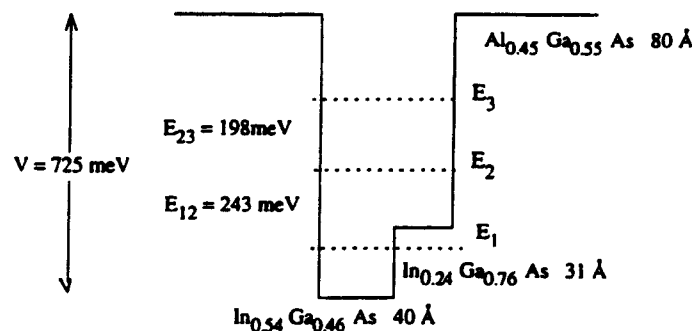 Al0.45 Ga0.55 As 80 Å
E3
E23 = 198meV
V = 725 meV
E2
E12 = 243 meV
E1
In0.24 Ga0.76 As 31 Å
In0.54 Ga0.46 As 40 Å